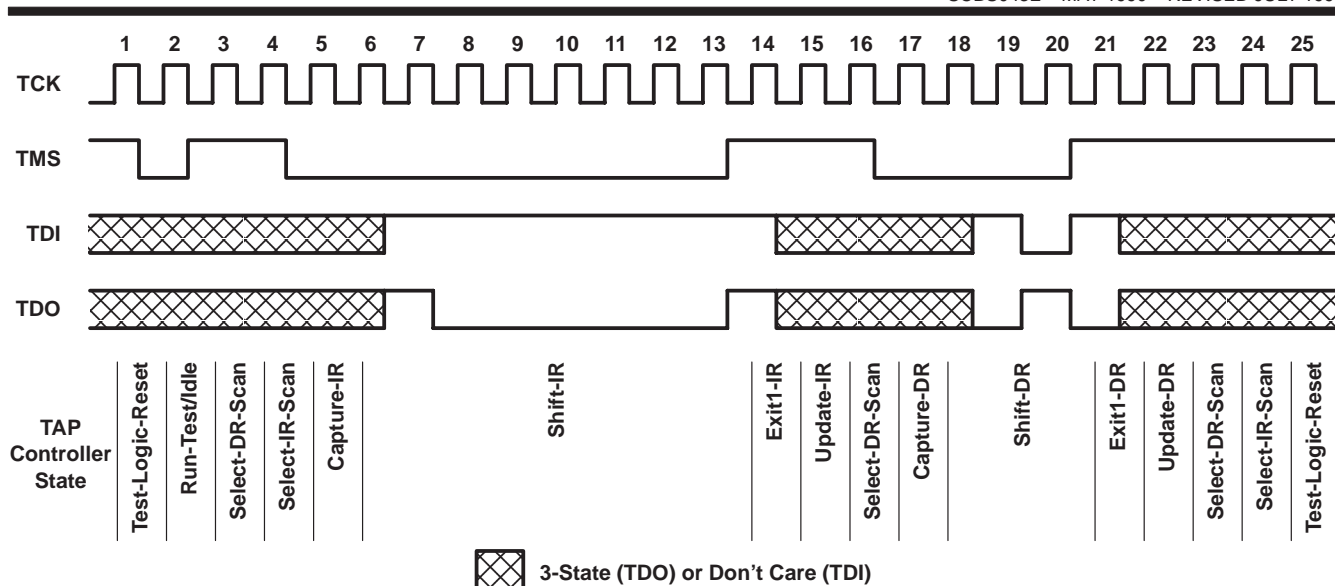 1 2 3 4 5 6 7 8 9 10 11 12 13 14 15 16 17 18 19 20 21 22 23 24 25
TCK
TMS
TDI
TDO
TAP
Controller
State
Test-Logic-Reset
Run-Test/Idle
Select-DR-Scan
Select-IR-Scan
Capture-IR
Shift-IR
Exit1-IR
Update-IR
Select-DR-Scan
Capture-DR
Shift-DR
Exit1-DR
Update-DR
Select-DR-Scan
Select-IR-Scan
Test-Logic-Reset
3-State (TDO) or Don't Care (TDI)